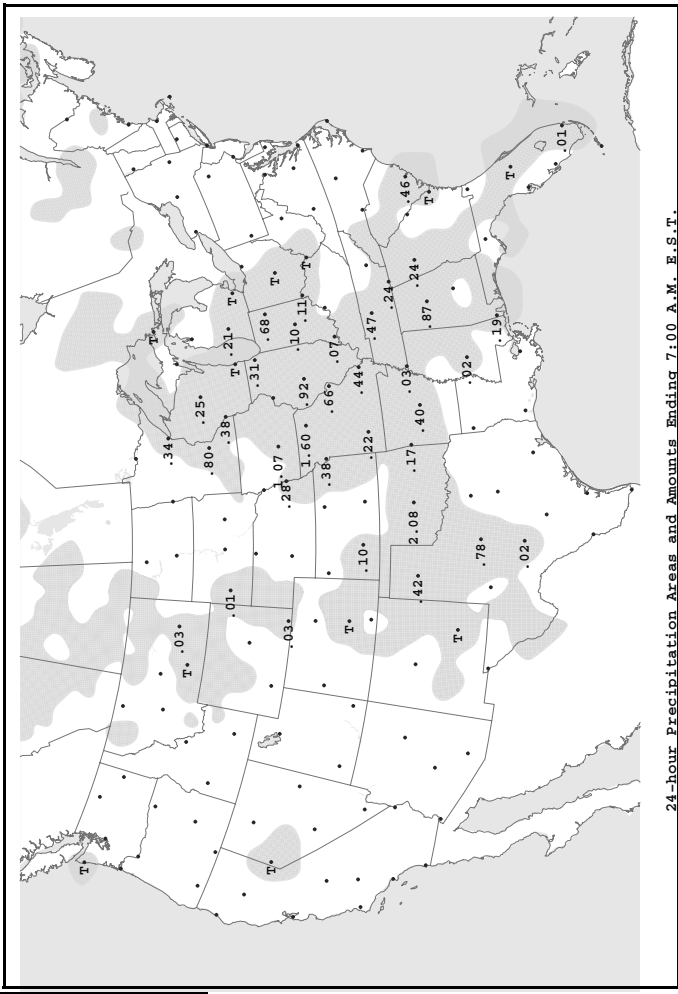 T
T
.34
.03
T
.25
.80
.38
.21
.01
T
T
.31
.68
T
T
1.07
.28
.03
.10
.11
.92
1.60
T
.38
.66
.07
T
.44
.10
.22
.47
.24
.46
.03
.17
2.08
.24
.42
.40
.87
T
T
.02
.78
.19
T
.02
.01
24-hour Precipitation Areas and Amounts Ending 7:00 A.M. E.S.T.